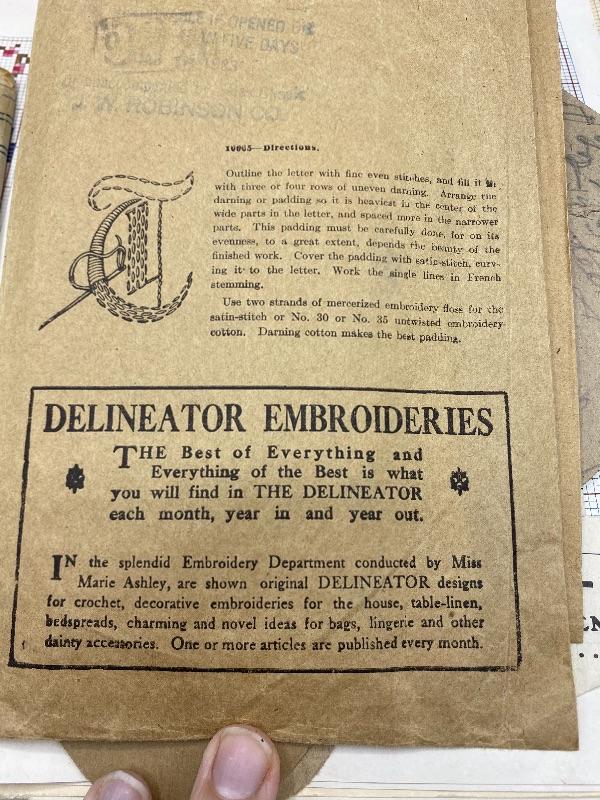 LE IF OPENED
FIVE DAYS
J. W. ROBINSON CO.
10665—Directions.
Outline the letter with fine even stitches, and fill it in
with three or four rows of uneven darning. Arrange the
darning or padding so it is heaviest in the center of the
wide parts in the letter, and spaced more in the narrower
parts. This padding must be carefully done, for on its
evenness, to a great extent, depends the beauty of the
finished work. Cover the padding with satin-stitch, curv-
ing it to the letter. Work the single lines in French
stemming.
Use two strands of mercerized embroidery floss for the
satin-stitch or No. 30 or No. 35 untwisted embroidery
cotton. Darning cotton makes the best padding.
DELINEATOR EMBROIDERIES
THE Best of Everything and
Everything of the Best is what
you will find in THE DELINEATOR
each month, year in and year out.
IN the splendid Embroidery Department conducted by Miss
Marie Ashley, are shown original DELINEATOR designs
for crochet, decorative embroideries for the house, table-linen,
bedspreads, charming and novel ideas for bags, lingerie and other
dainty accessories. One or more articles are published every month.